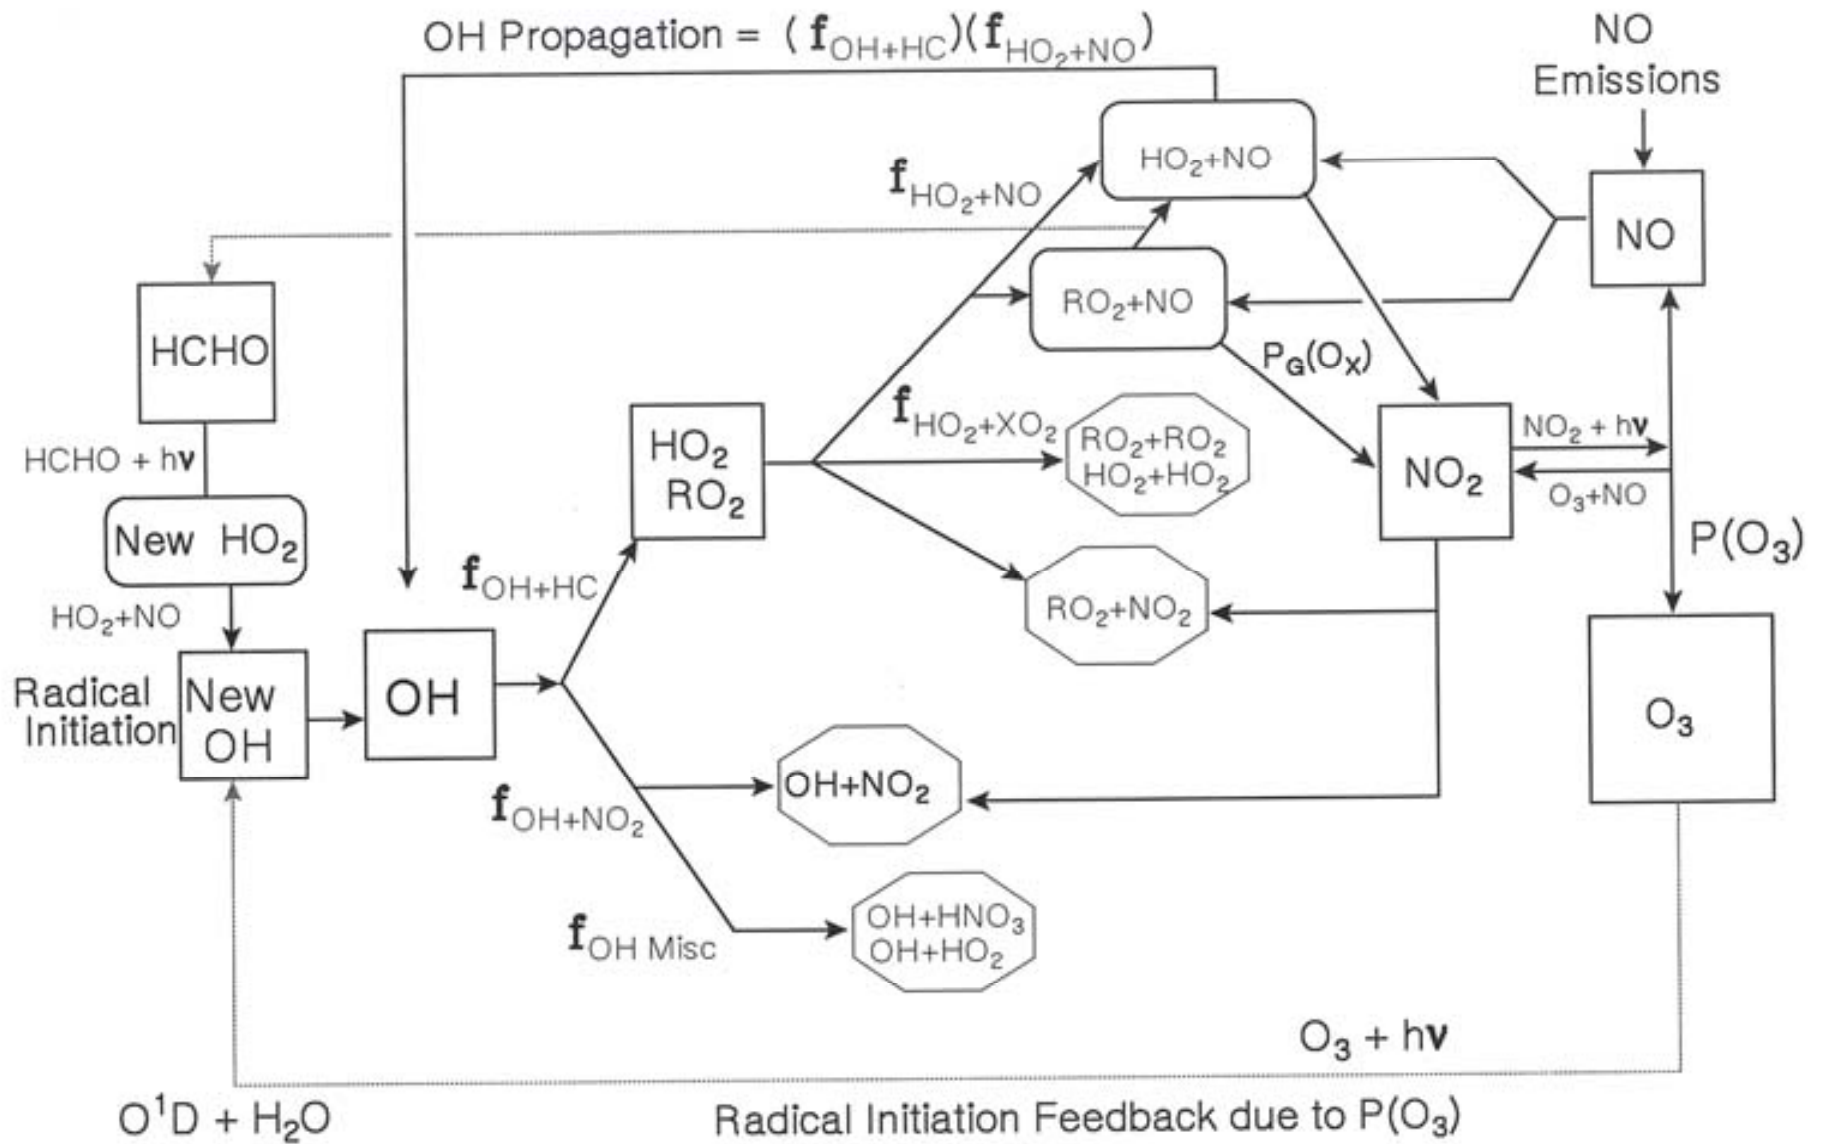 OH Propagation = (f_OH+HC)(f_HO₂+NO)
NO
Emissions
HO₂+NO
f_HO₂+NO
NO
RO₂+NO
HCHO
P_G(O_X)
f_HO₂+XO₂
HO₂
RO₂
RO₂+RO₂
HO₂+HO₂
NO₂ + hν
NO₂
O₃+NO
HCHO + hν
New HO₂
P(O₃)
f_OH+HC
HO₂+NO
RO₂+NO₂
Radical
Initiation
New
OH
OH
O₃
OH+NO₂
f_OH+NO₂
OH+HNO₃
OH+HO₂
f_OH Misc
O₃ + hν
O¹D + H₂O
Radical Initiation Feedback due to P(O₃)